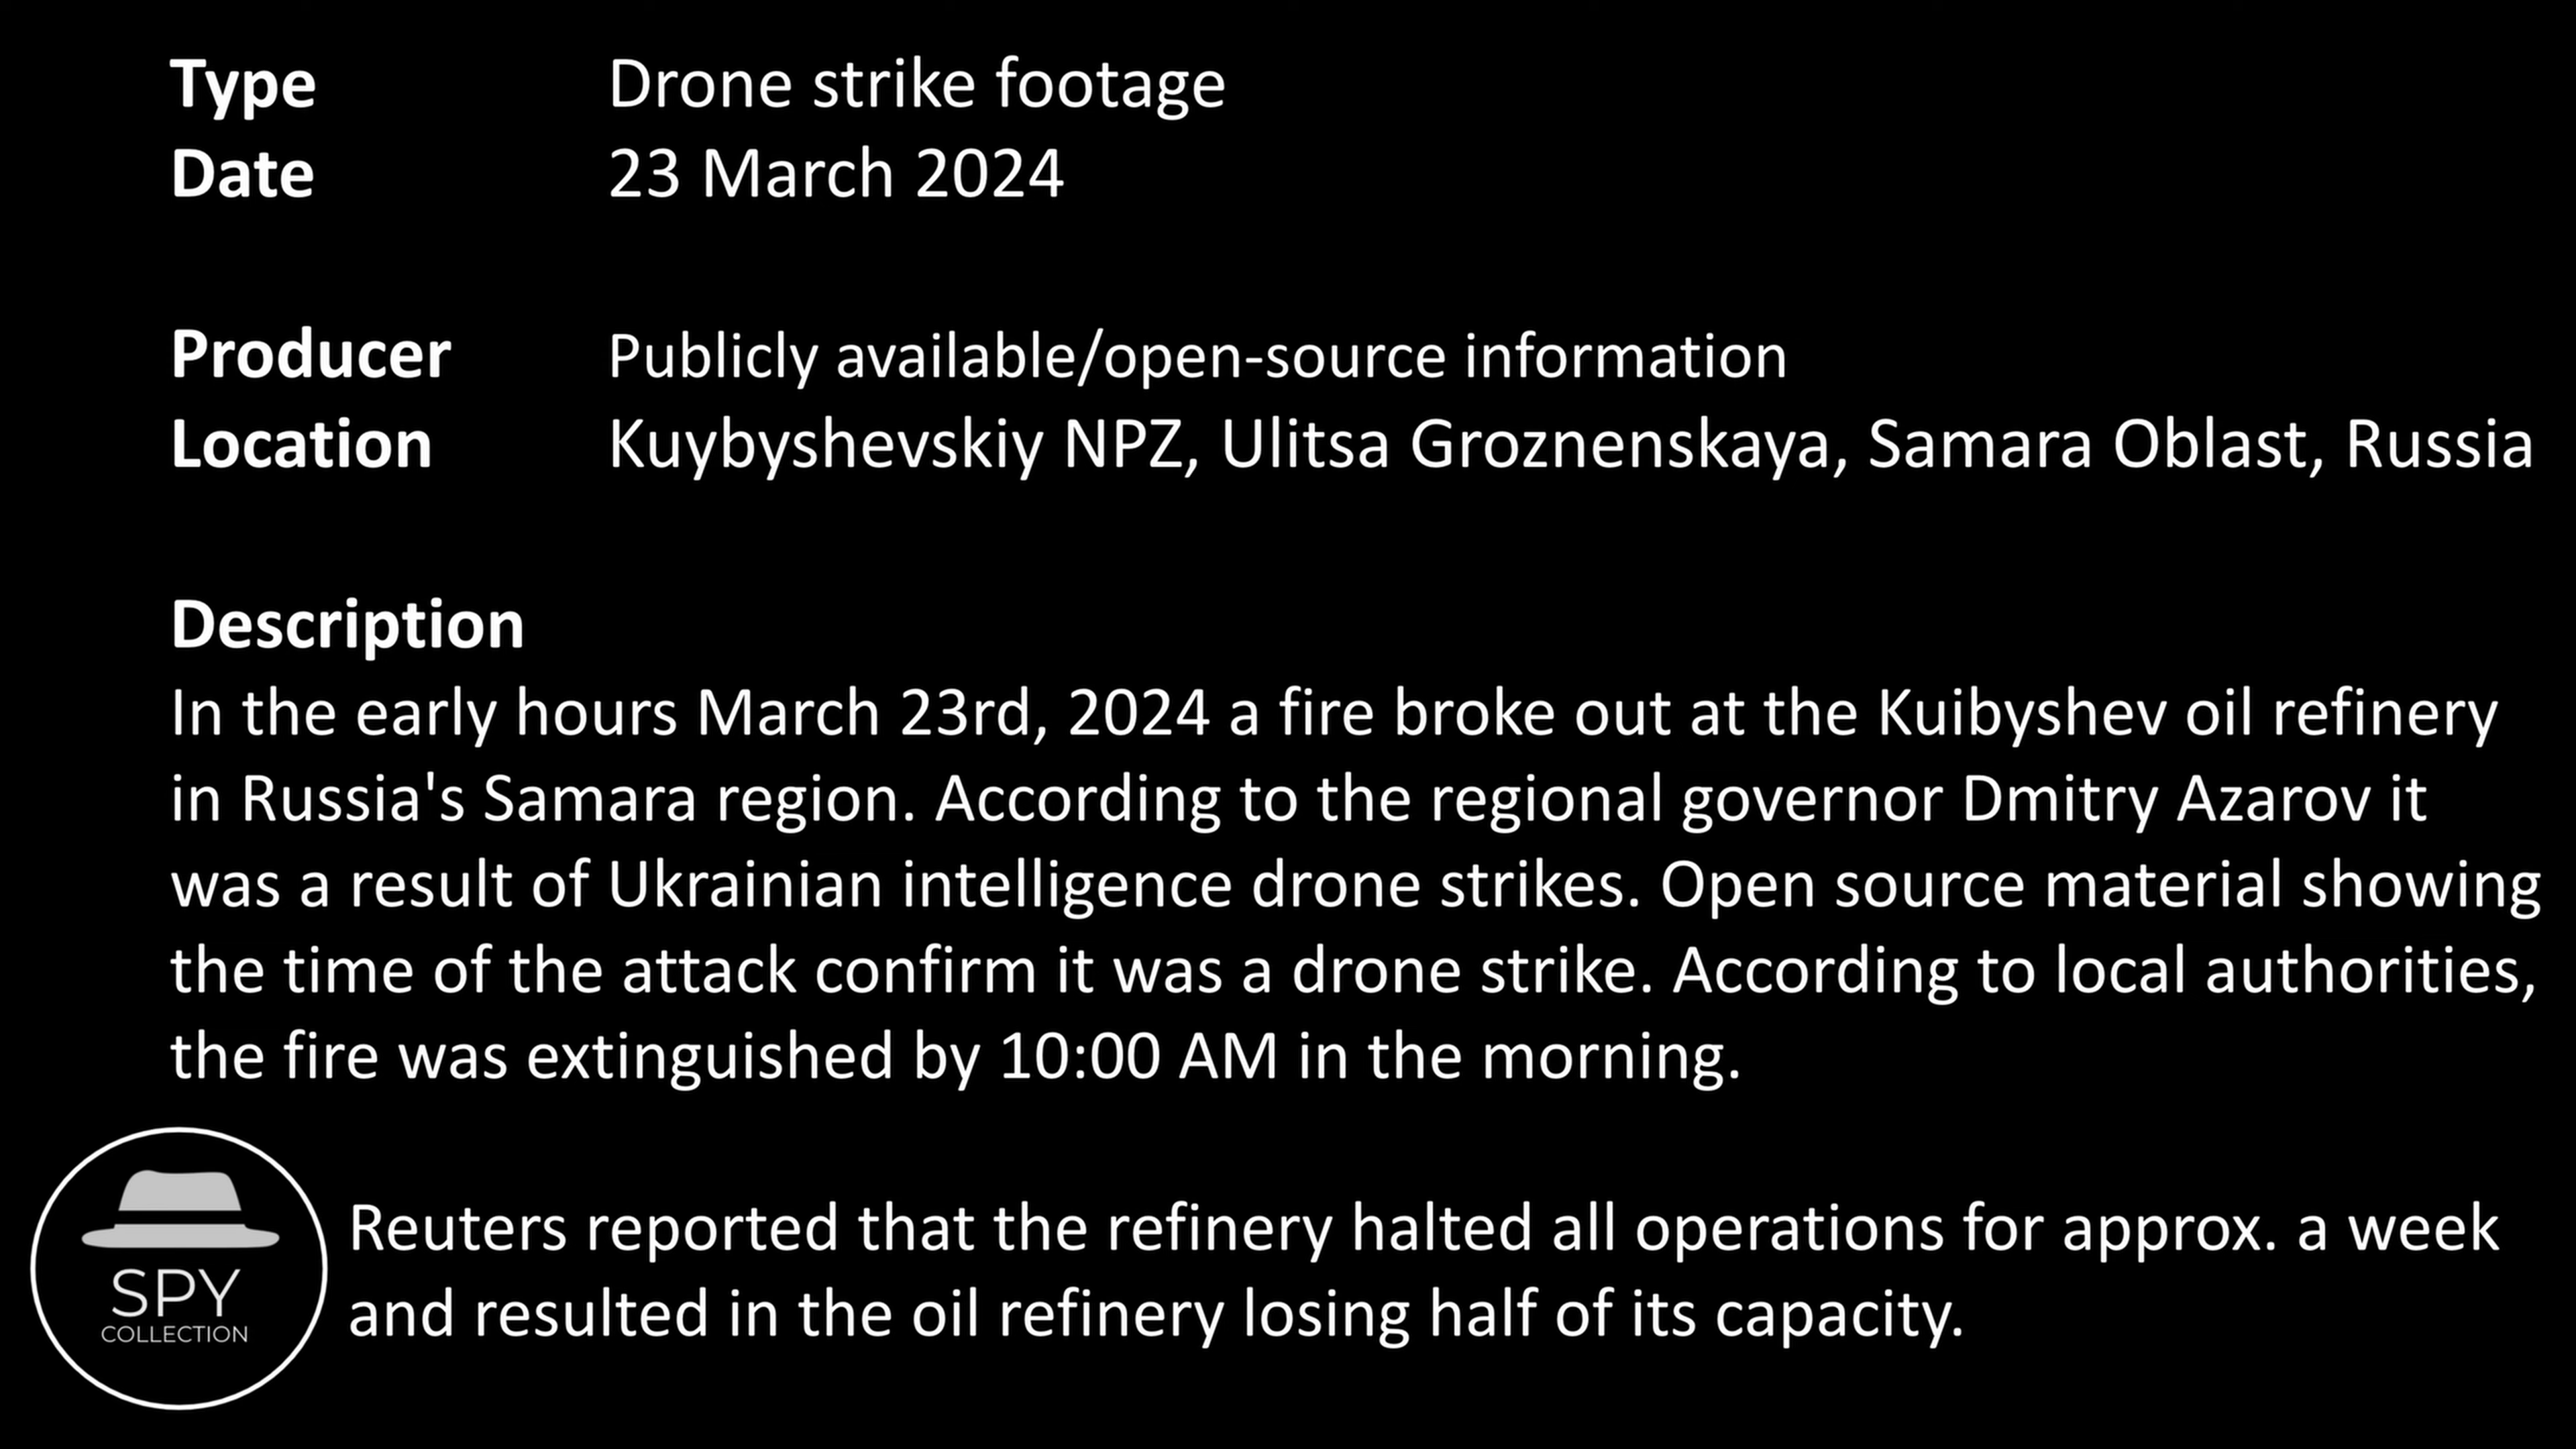 Type Drone strike footage
Date 23 March 2024
Producer Publicly available/open-source information
Location Kuybyshevskiy NPZ, Ulitsa Groznenskaya, Samara Oblast, Russia
Description
In the early hours March 23rd, 2024 a fire broke out at the Kuibyshev oil refinery
in Russia's Samara region. According to the regional governor Dmitry Azarov it
was a result of Ukrainian intelligence drone strikes. Open source material showing
the time of the attack confirm it was a drone strike. According to local authorities,
the fire was extinguished by 10:00 AM in the morning.
Reuters reported that the refinery halted all operations for approx. a week
and resulted in the oil refinery losing half of its capacity.
SPY
COLLECTION